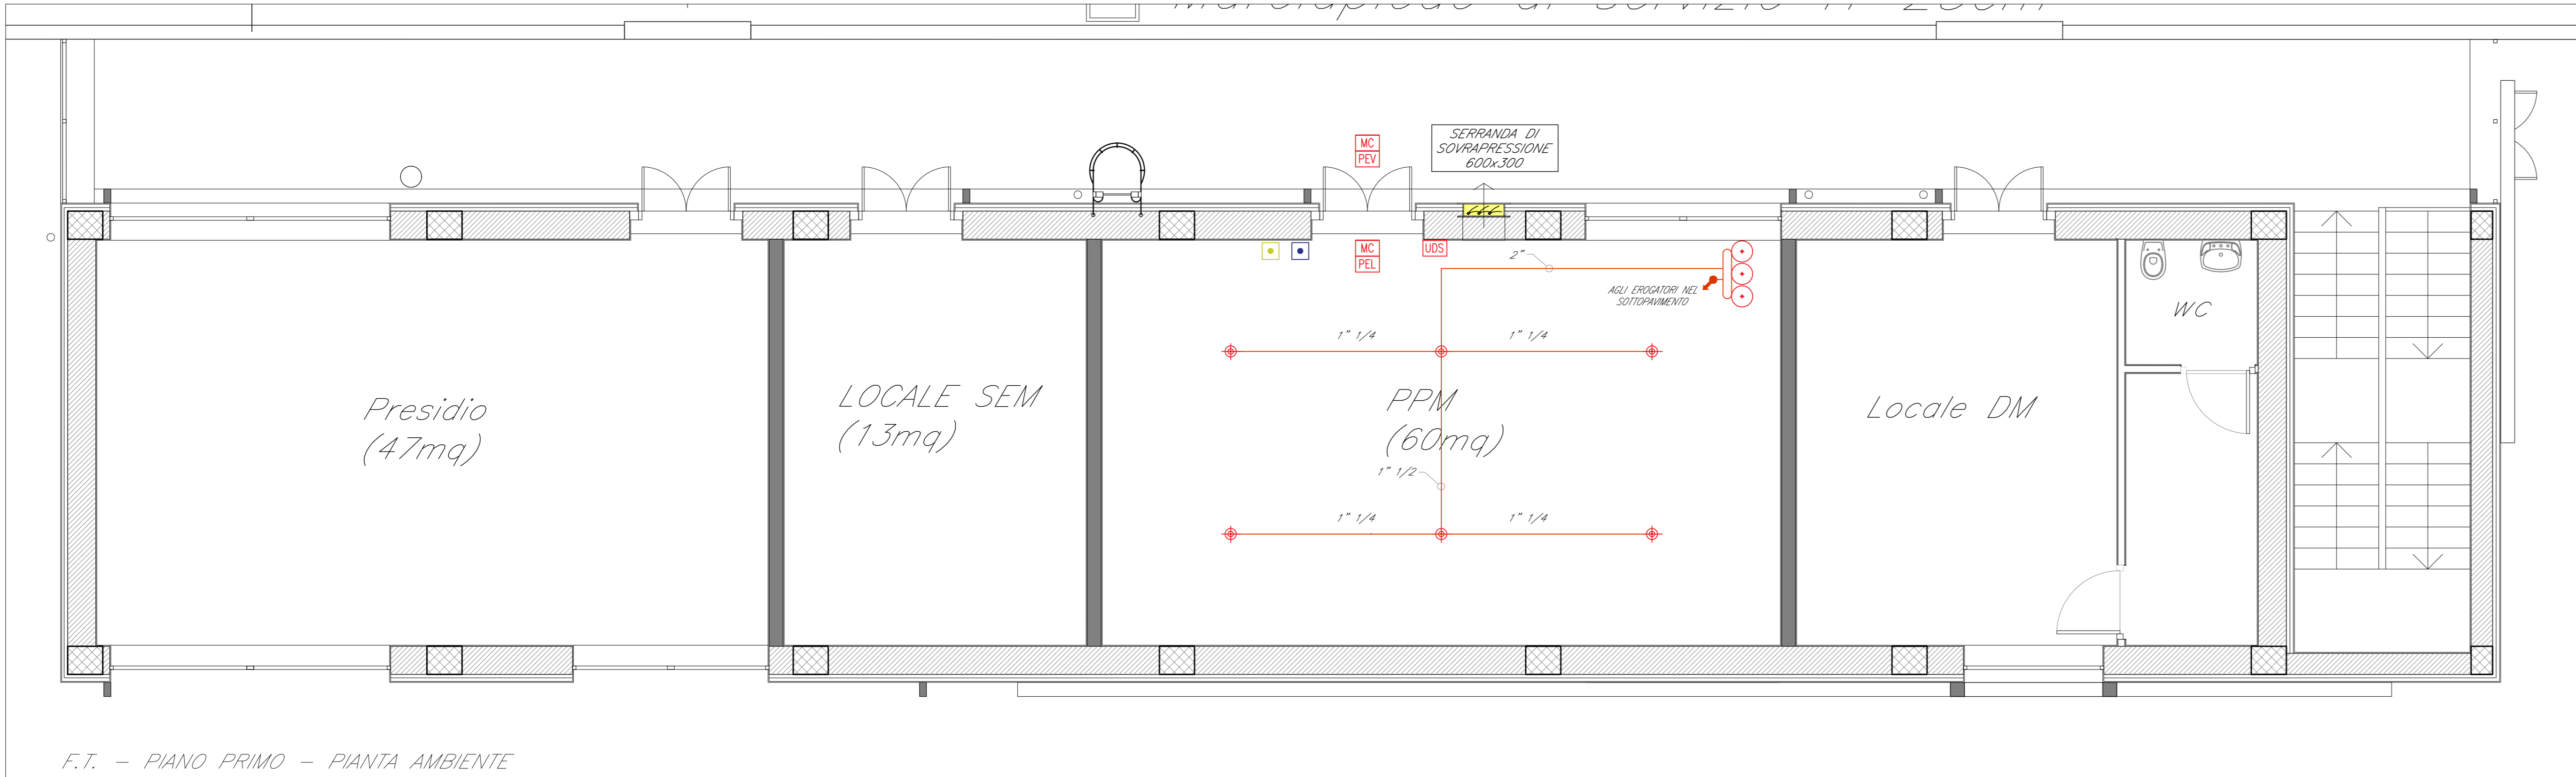 MC
PEV
SERRANDA DI
SOVRAPRESSIONE
600x300
MC
PEL
UDS
2"
AGLI EROGATORI NEL
SOTTOPAVIMENTO
WC
1" 1/4
1" 1/4
Presidio
(47mq)
LOCALE SEM
(13mq)
PPM
(60mq)
Locale DM
1" 1/2
1" 1/4
1" 1/4
F.T. – PIANO PRIMO – PIANTA AMBIENTE